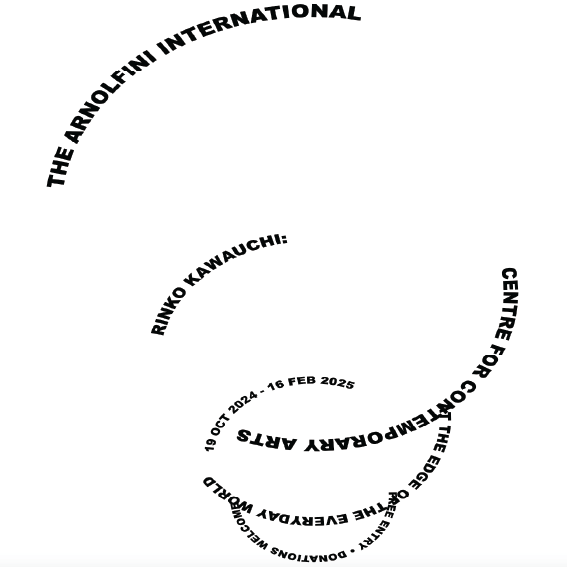 THE ARNOLFINI INTERNATIONAL
CENTRE FOR CONTEMPORARY ARTS
RINKO KAWAUCHI:
AT THE EDGE OF THE EVERYDAY WORLD
19 OCT 2024 - 16 FEB 2025
FREE ENTRY • DONATIONS WELCOME